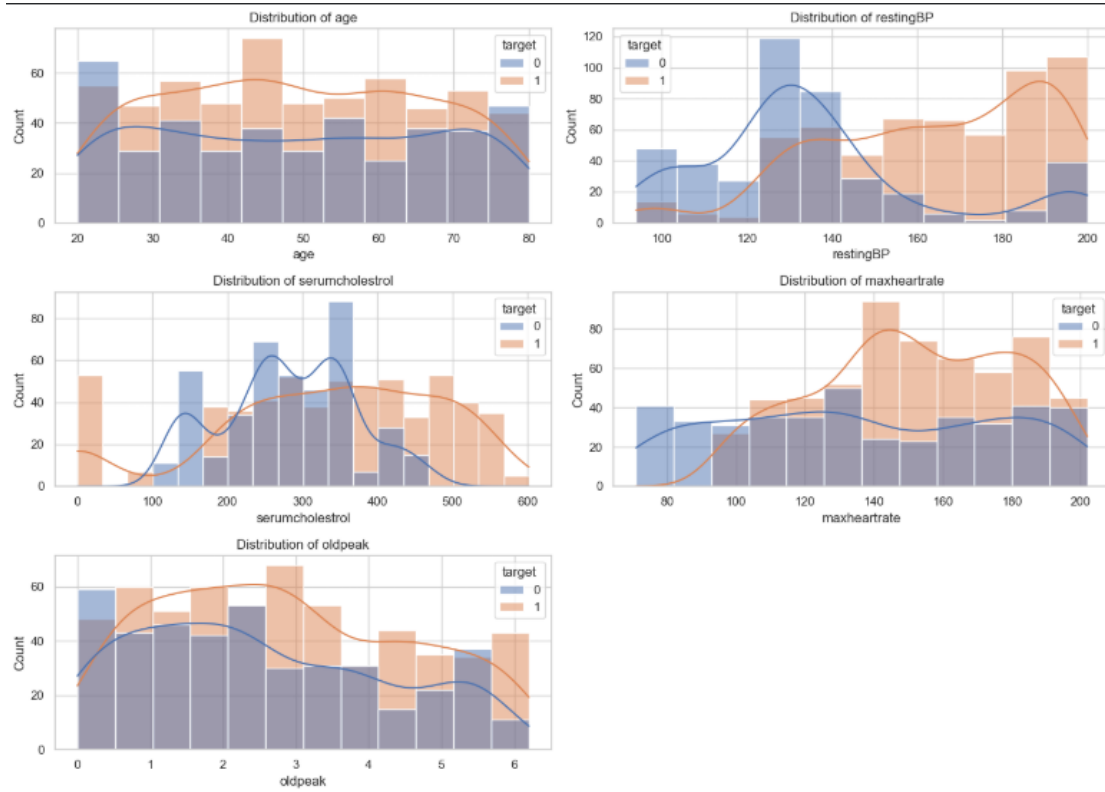 Distribution of age
target
0
1
60
40
20
0
Count
20 30 40 50 60 70 80
age
Distribution of restingBP
target
0
1
120
100
80
60
40
20
0
Count
100 120 140 160 180 200
restingBP
Distribution of serumcholestrol
target
0
1
80
60
40
20
0
Count
0 100 200 300 400 500 600
serumcholestrol
Distribution of maxheartrate
target
0
1
80
60
40
20
0
Count
80 100 120 140 160 180 200
maxheartrate
Distribution of oldpeak
target
0
1
60
40
20
0
Count
0 1 2 3 4 5 6
oldpeak